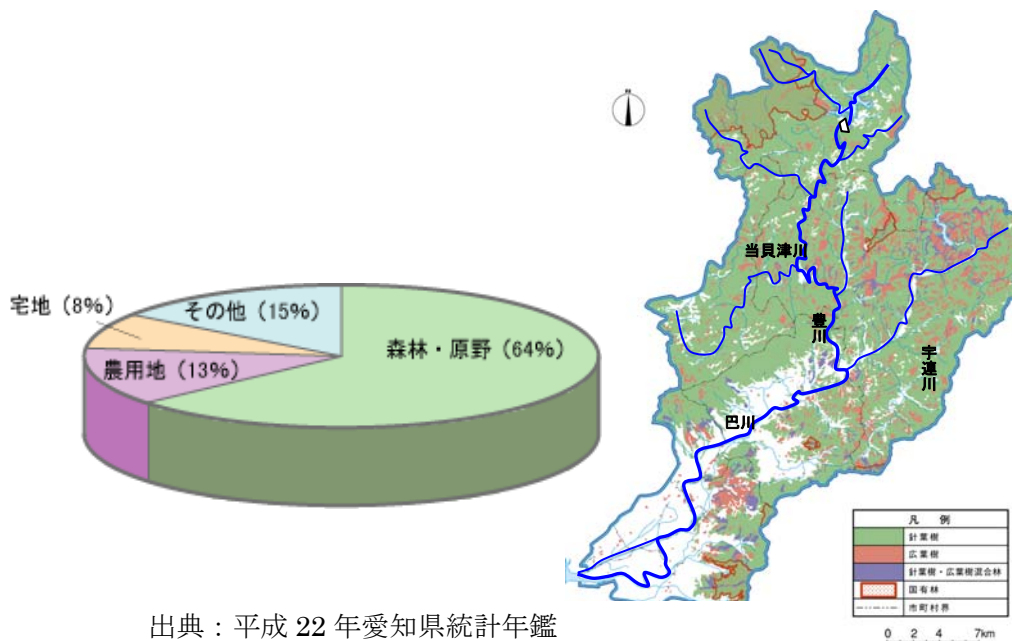 宅地（8%）
その他（15%）
農用地（13%）
森林・原野（64%）
出典：平成 22 年愛知県統計年鑑
当貝津川
豊川
宇連川
巴川
凡 例
針葉樹
広葉樹
針葉樹・広葉樹混合林
国有林
市町村界
0 2 4 7km